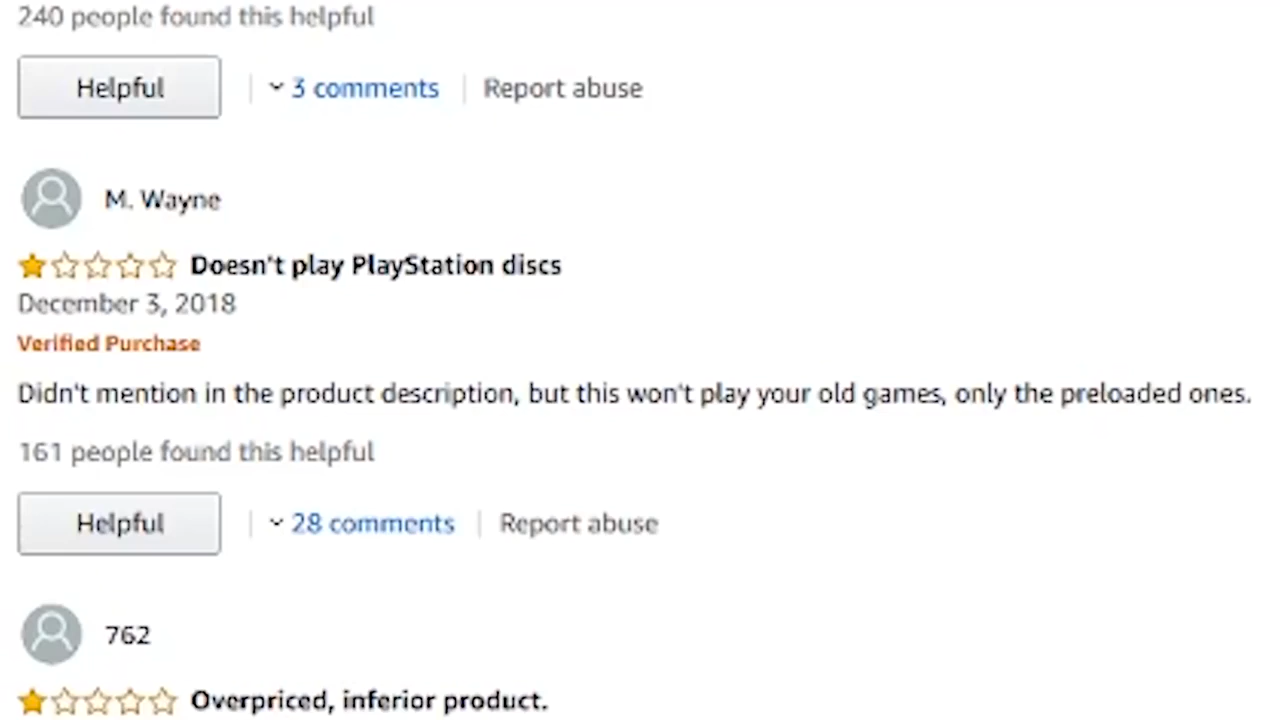 240 people found this helpful
Helpful
3 comments
Report abuse
M. Wayne
Doesn't play PlayStation discs
December 3, 2018
Verified Purchase
Didn't mention in the product description, but this won't play your old games, only the preloaded ones.
161 people found this helpful
Helpful
28 comments
Report abuse
762
Overpriced, inferior product.